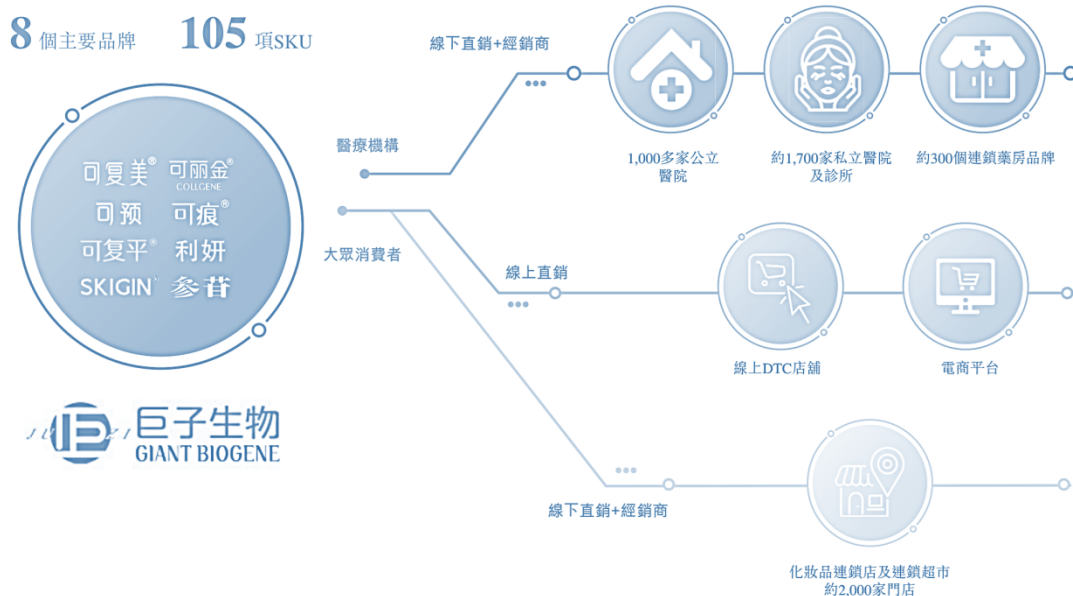 8 個主要品牌 105 項SKU
可复美® 可丽金®
COLLGENE
可预 可痕®
可复平® 利妍
SKIGIN 参苷
JUZI 巨子生物
GIANT BIOGENE
醫療機構
線下直銷+經銷商
1,000多家公立
醫院
約1,700家私立醫院
及診所
約300個連鎖藥房品牌
大眾消費者
線上直銷
線上DTC店舖
電商平台
線下直銷+經銷商
化妝品連鎖店及連鎖超市
約2,000家門店